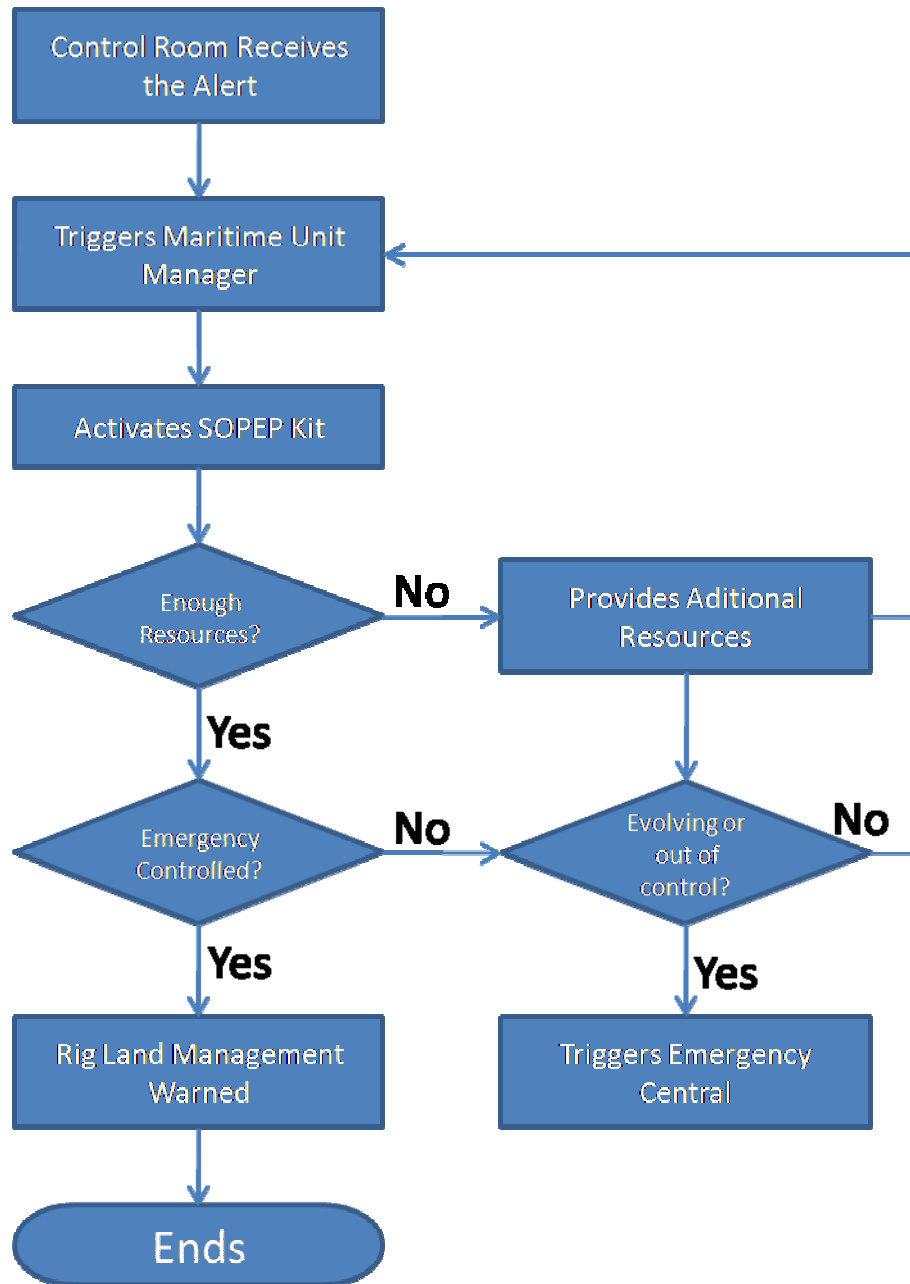 Control Room Receives
the Alert
Triggers Maritime Unit
Manager
Activates SOPEP Kit
Enough
Resources?
No
Provides Aditional
Resources
Yes
Emergency
Controlled?
No
Evolving or
out of
control?
No
Yes
Yes
Rig Land Management
Warned
Triggers Emergency
Central
Ends